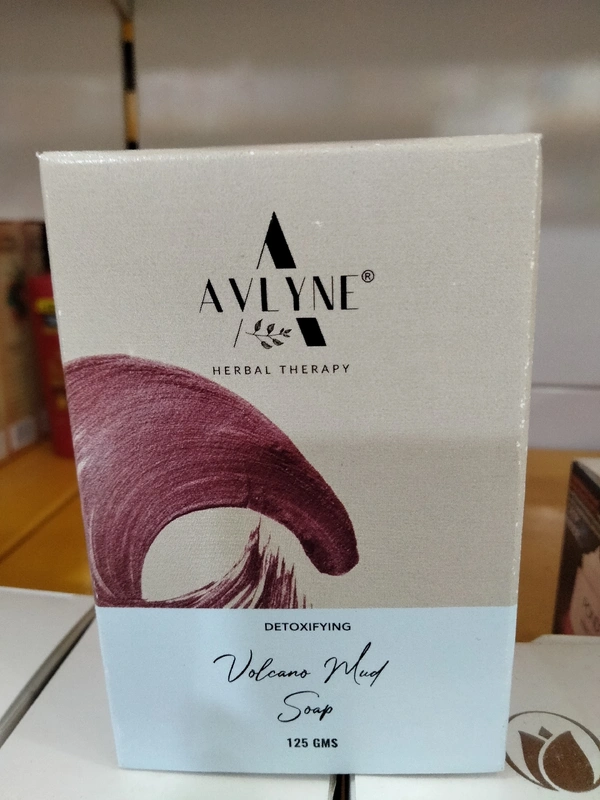 AVLYNE®
HERBAL THERAPY
DETOXIFYING
Volcano Mud
Soap
125 GMS